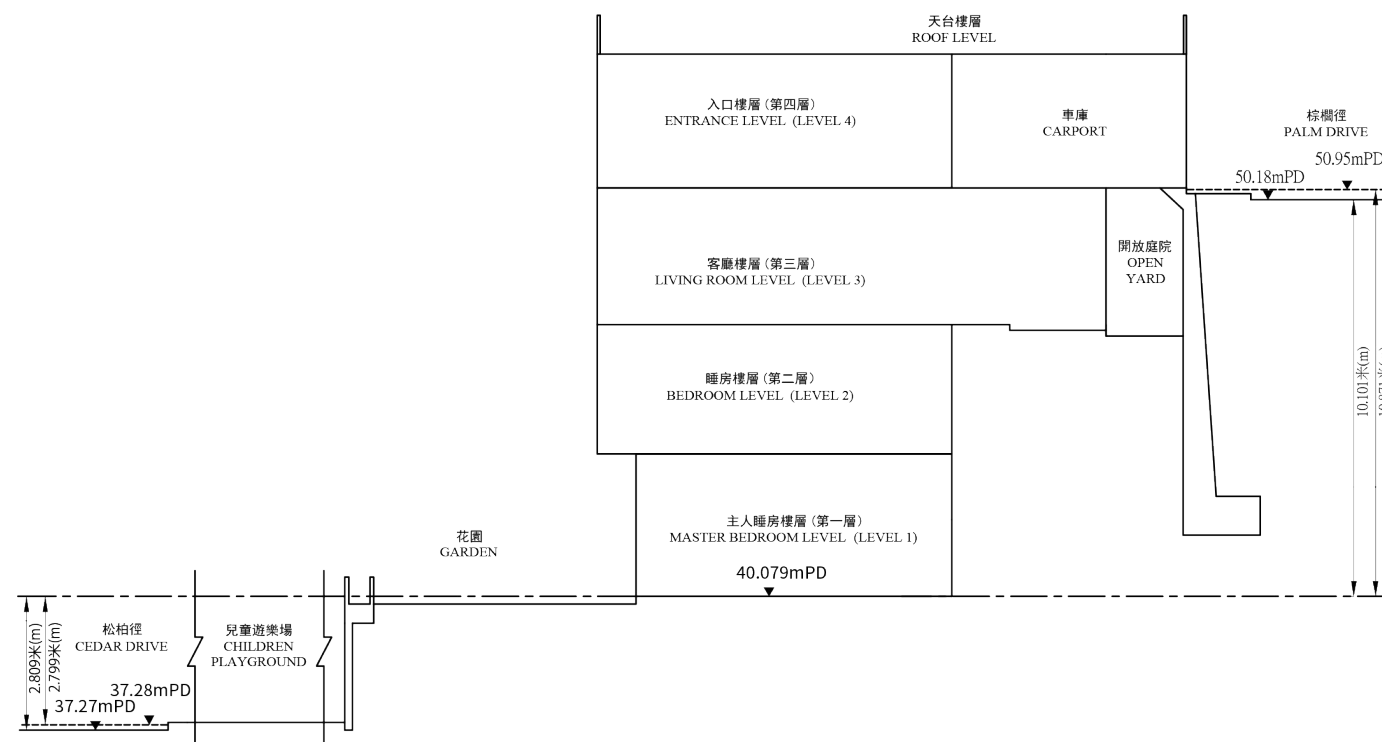 天台樓層
ROOF LEVEL
入口樓層 (第四層)
ENTRANCE LEVEL (LEVEL 4)
車庫
CARPORT
棕櫚徑
PALM DRIVE
50.95mPD
50.18mPD
開放庭院
OPEN
YARD
客廳樓層 (第三層)
LIVING ROOM LEVEL (LEVEL 3)
10.101米(m)
睡房樓層 (第二層)
BEDROOM LEVEL (LEVEL 2)
主人睡房樓層 (第一層)
MASTER BEDROOM LEVEL (LEVEL 1)
花園
GARDEN
40.079mPD
2.809米(m)
2.799米(m)
松柏徑
CEDAR DRIVE
兒童遊樂場
CHILDREN
PLAYGROUND
37.28mPD
37.27mPD